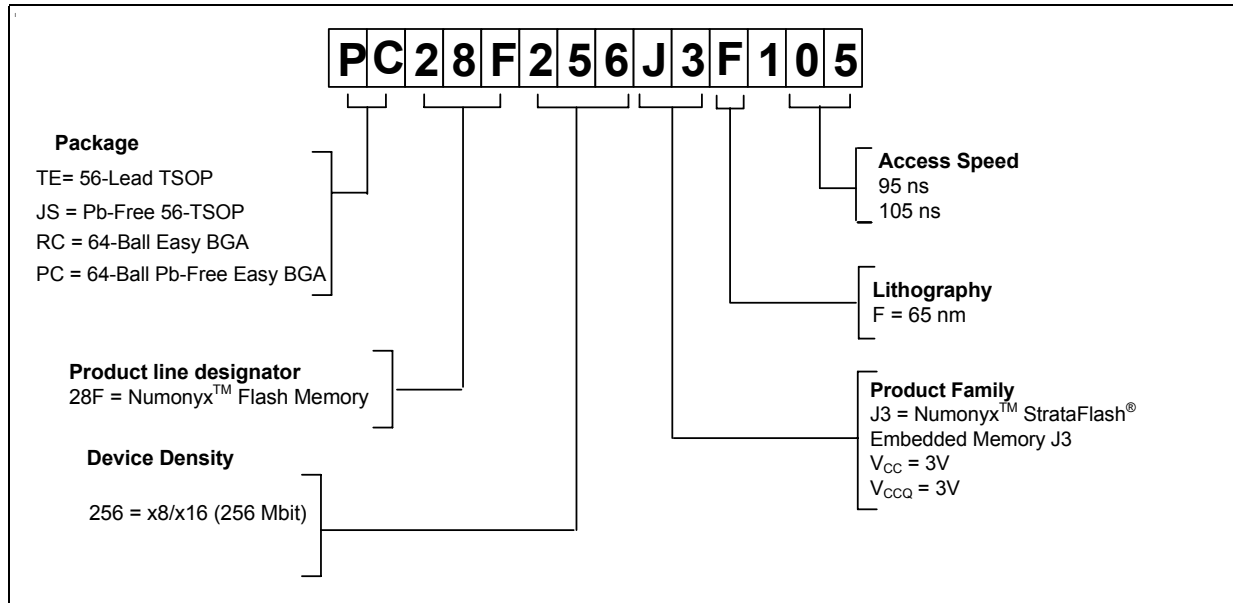 PC28F256J3F105
Package
TE= 56-Lead TSOP
JS = Pb-Free 56-TSOP
RC = 64-Ball Easy BGA
PC = 64-Ball Pb-Free Easy BGA
Product line designator
28F = Numonyx™ Flash Memory
Device Density
256 = x8/x16 (256 Mbit)
Access Speed
95 ns
105 ns
Lithography
F = 65 nm
Product Family
J3 = Numonyx™ StrataFlash®
Embedded Memory J3
VCC = 3V
VCCQ = 3V